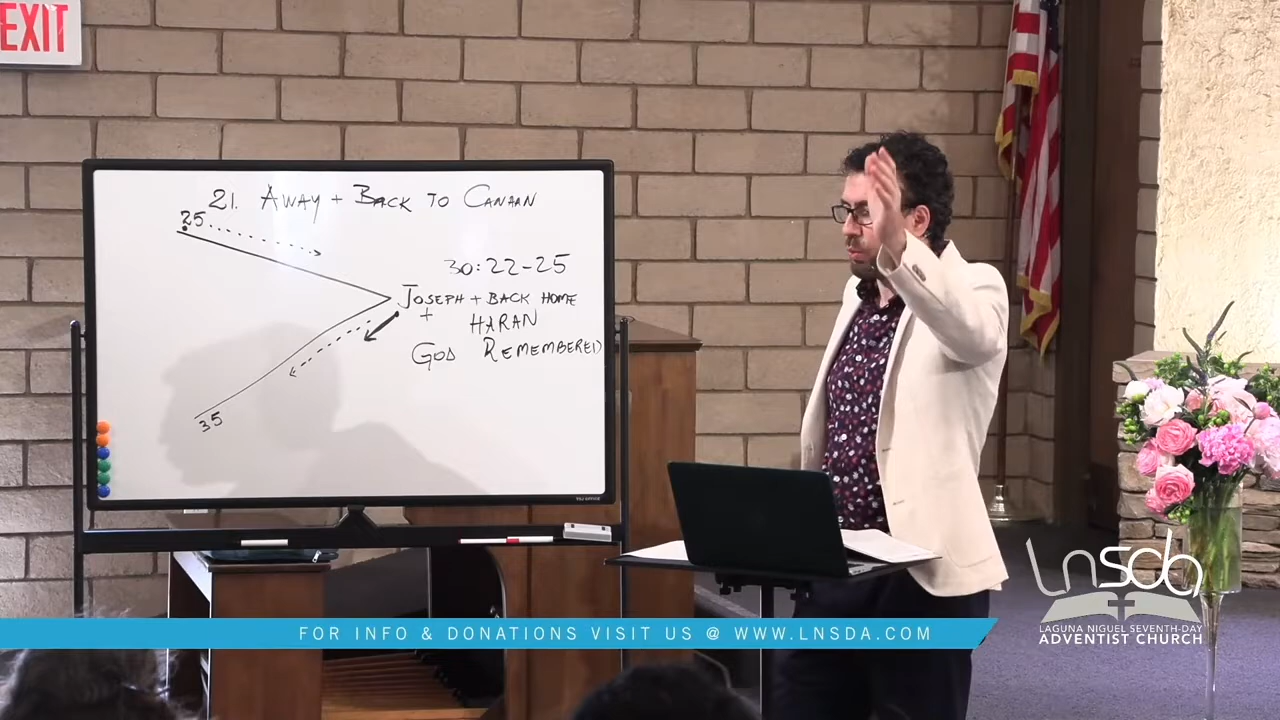 EXIT
21. AWAY + BACK TO CANAAN
25
30:22-25
JOSEPH + BACK HOME
+ HARAN
GOD REMEMBERED
35
LNSDA
LAGUNA NIGUEL SEVENTH-DAY
ADVENTIST CHURCH
FOR INFO & DONATIONS VISIT US @ WWW.LNSDA.COM